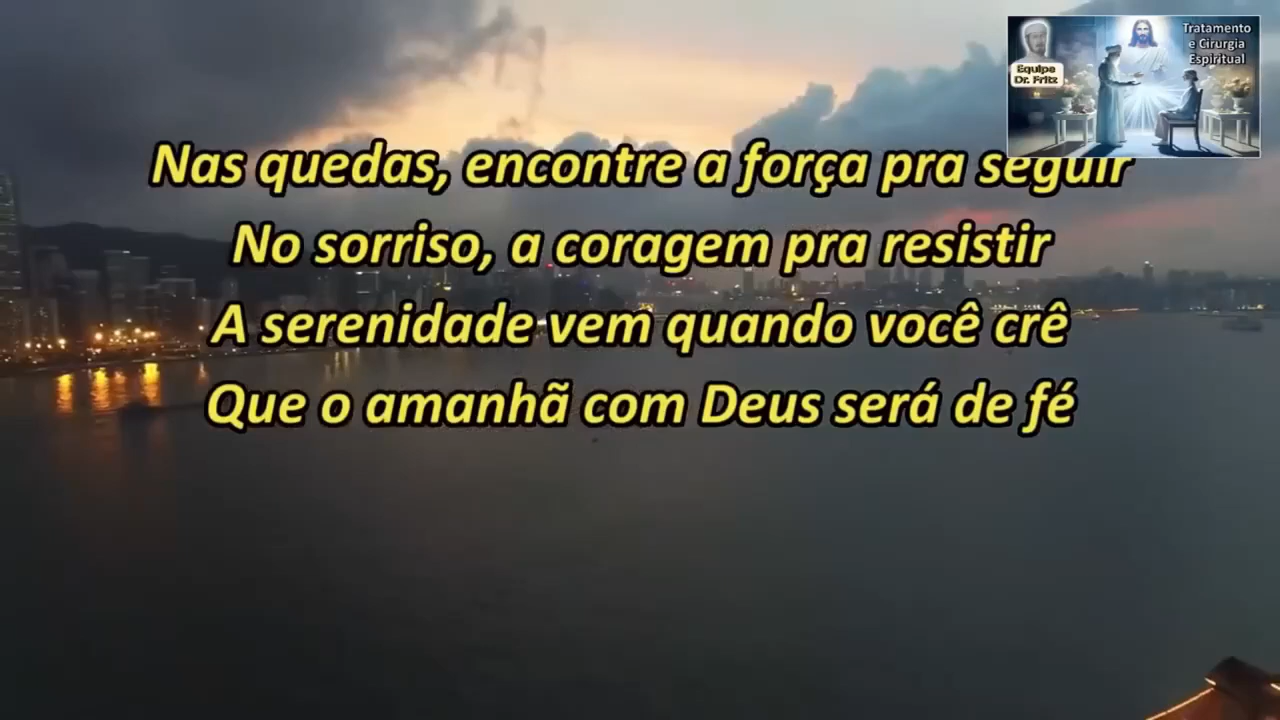 Tratamento
e Cirurgia
Espiritual
Equipe
Dr. Fritz
Nas quedas, encontre a força pra seguir
No sorriso, a coragem pra resistir
A serenidade vem quando você crê
Que o amanhã com Deus será de fé